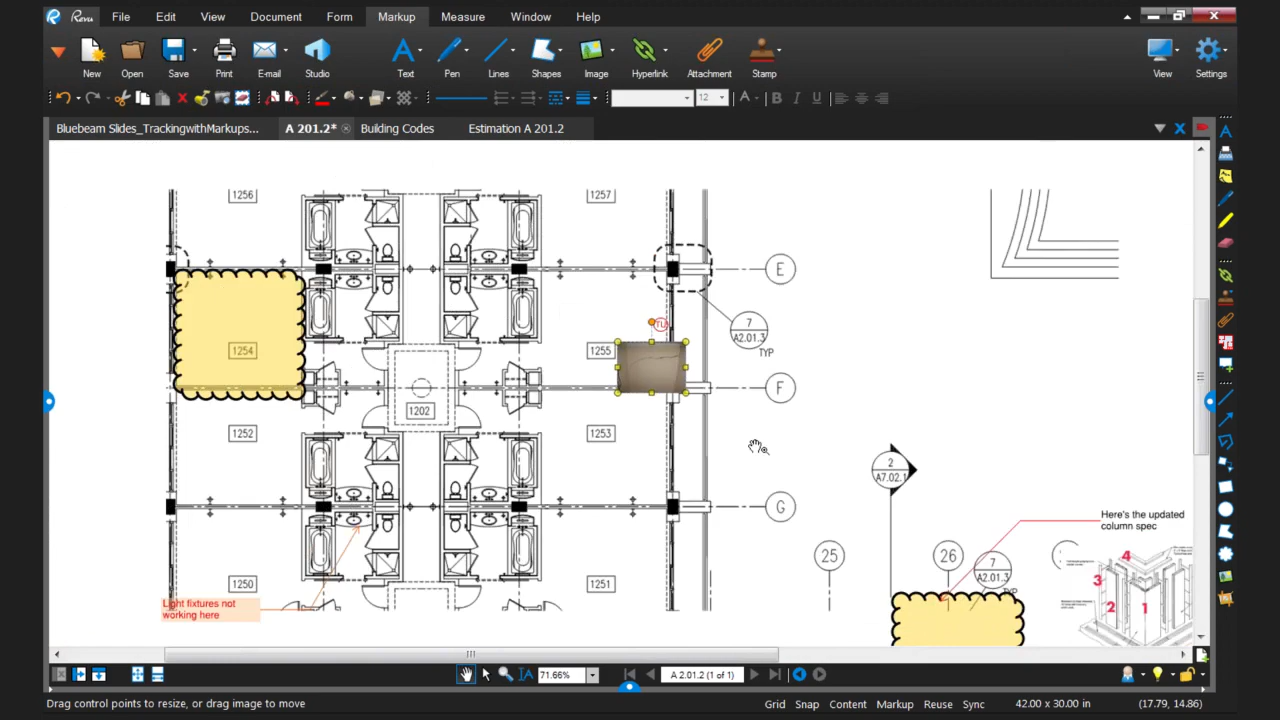 Revu File Edit View Document Form Markup Measure Window Help
New Open Save Print E-mail Studio Text Pen Lines Shapes Image Hyperlink Attachment Stamp View Settings
12 A B I U
Bluebeam Slides_TrackingwithMarkups... A 201.2* Building Codes Estimation A 201.2
1256 1257
E
7
A2.01.3
TYP
1254 1255
F
1202
1252 1253
2
A7.02.1
G
Here's the updated
column spec
25 26
7
A2.01.3
4
3
2 1
1250 1251
Light fixtures not
working here
71.66% A 201.2 (1 of 1)
Drag control points to resize, or drag image to move Grid Snap Content Markup Reuse Sync 42.00 x 30.00 in (17.79, 14.86)